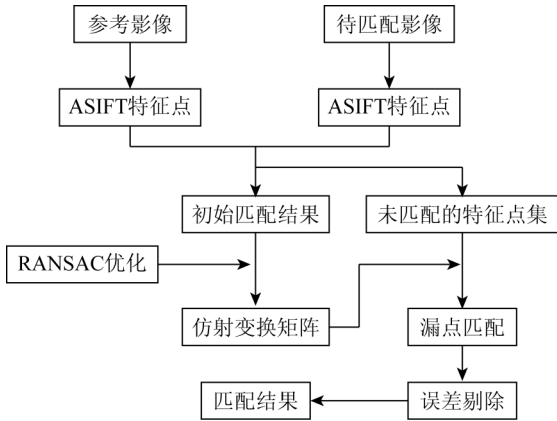 参考影像
待匹配影像
ASIFT特征点
ASIFT特征点
初始匹配结果
未匹配的特征点集
RANSAC优化
仿射变换矩阵
漏点匹配
匹配结果
误差剔除